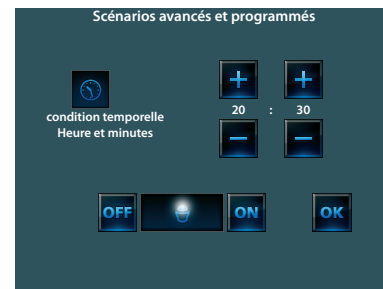 Scénarios avancés et programmés
+ +
condition temporelle
Heure et minutes
20 : 30
− −
OFF ON OK